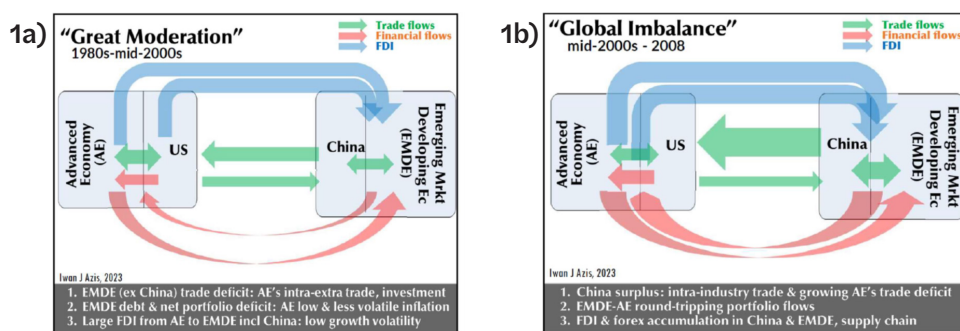 1a)
"Great Moderation"
1980s-mid-2000s
Trade flows
Financial flows
FDI
Advanced
Economy
(AE)
US
China
Emerging Mrkt
Developing Ec
(EMDE)
Iwan J Azis, 2023
1. EMDE (ex China) trade deficit: AE's intra-extra trade, investment
2. EMDE debt & net portfolio deficit: AE low & less volatile inflation
3. Large FDI from AE to EMDE incl China: low growth volatility
1b)
"Global Imbalance"
mid-2000s - 2008
Trade flows
Financial flows
FDI
Advanced
Economy
(AE)
US
China
Emerging Mrkt
Developing Ec
(EMDE)
Iwan J Azis, 2023
1. China surplus: intra-industry trade & growing AE's trade deficit
2. EMDE-AE round-tripping portfolio flows
3. FDI & forex accumulation in China & EMDE, supply chain